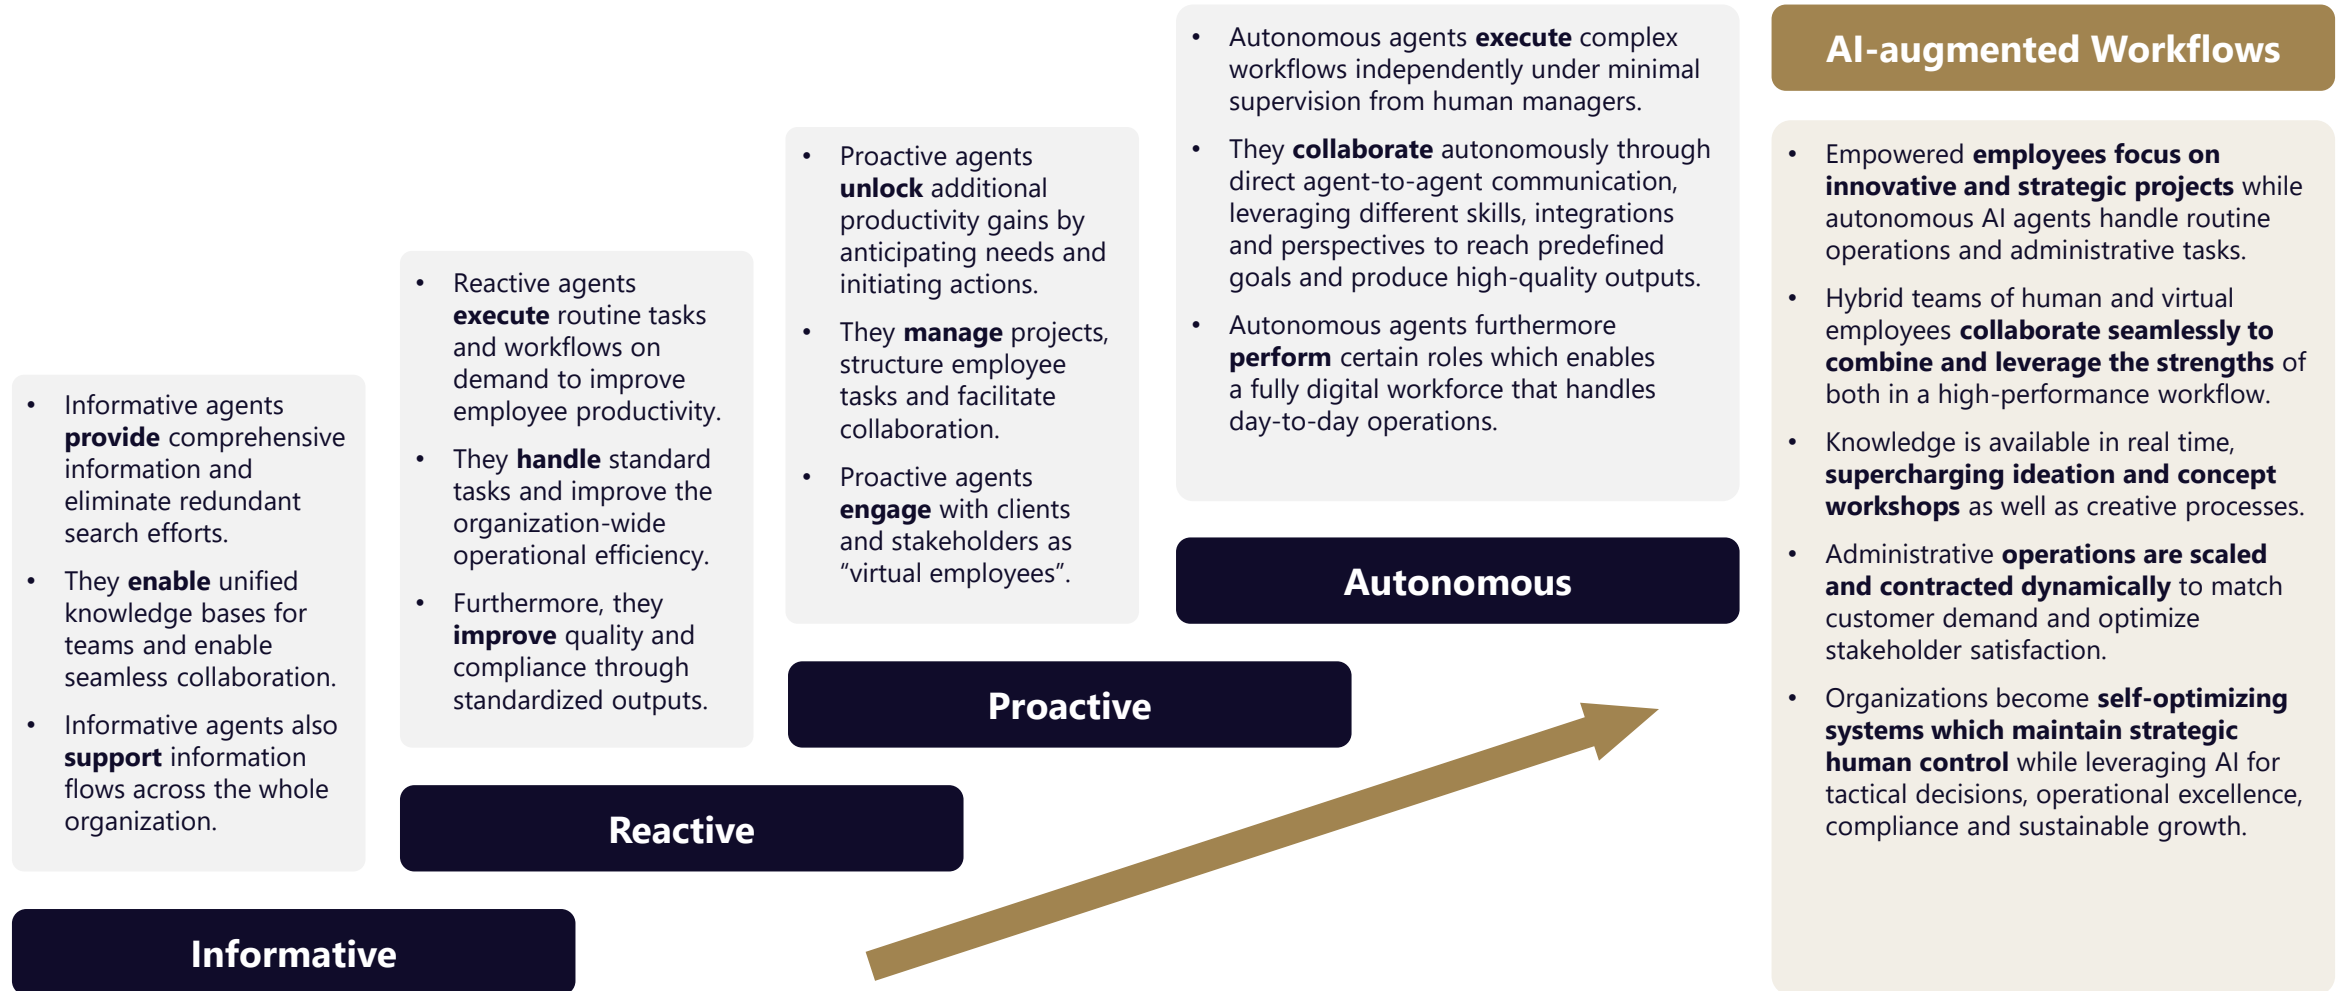 • Informative agents
provide comprehensive
information and
eliminate redundant
search efforts.
• They enable unified
knowledge bases for
teams and enable
seamless collaboration.
• Informative agents also
support information
flows across the whole
organization.
Informative
• Reactive agents
execute routine tasks
and workflows on
demand to improve
employee productivity.
• They handle standard
tasks and improve the
organization-wide
operational efficiency.
• Furthermore, they
improve quality and
compliance through
standardized outputs.
Reactive
• Proactive agents
unlock additional
productivity gains by
anticipating needs and
initiating actions.
• They manage projects,
structure employee
tasks and facilitate
collaboration.
• Proactive agents
engage with clients
and stakeholders as
“virtual employees”.
Proactive
• Autonomous agents execute complex
workflows independently under minimal
supervision from human managers.
• They collaborate autonomously through
direct agent-to-agent communication,
leveraging different skills, integrations
and perspectives to reach predefined
goals and produce high-quality outputs.
• Autonomous agents furthermore
perform certain roles which enables
a fully digital workforce that handles
day-to-day operations.
Autonomous
AI-augmented Workflows
• Empowered employees focus on
innovative and strategic projects while
autonomous AI agents handle routine
operations and administrative tasks.
• Hybrid teams of human and virtual
employees collaborate seamlessly to
combine and leverage the strengths of
both in a high-performance workflow.
• Knowledge is available in real time,
supercharging ideation and concept
workshops as well as creative processes.
• Administrative operations are scaled
and contracted dynamically to match
customer demand and optimize
stakeholder satisfaction.
• Organizations become self-optimizing
systems which maintain strategic
human control while leveraging AI for
tactical decisions, operational excellence,
compliance and sustainable growth.